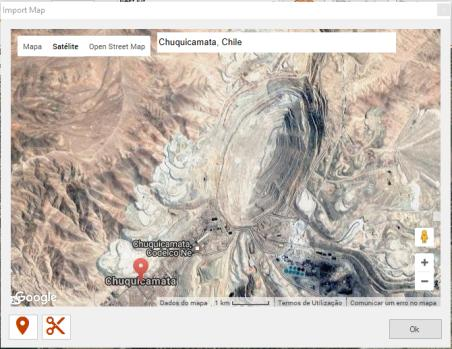 Import Map
Mapa Satélite Open Street Map
Chuquicamata, Chile
Chuquicamata,
Codelco Ne
Chuquicamata
Google
Dados do mapa 1 km Termos de Utilização Comunicar um erro no mapa
Ok